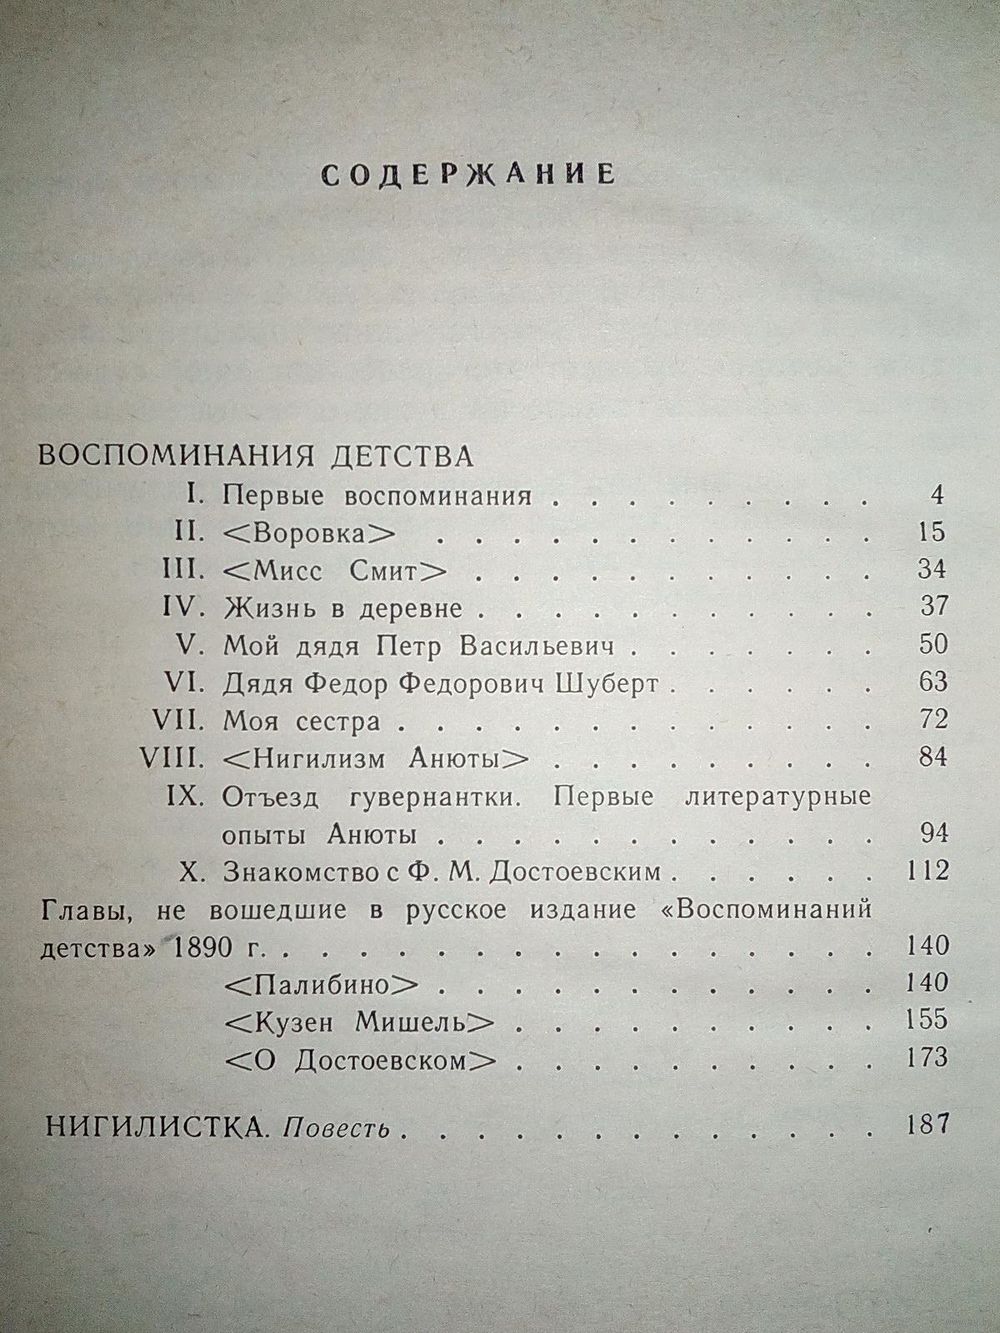 СОДЕРЖАНИЕ
ВОСПОМИНАНИЯ ДЕТСТВА
I. Первые воспоминания . . . . . . . . . 4
II. <Воровка> . . . . . . . . . . . . 15
III. <Мисс Смит> . . . . . . . . . . . 34
IV. Жизнь в деревне . . . . . . . . . . . 37
V. Мой дядя Петр Васильевич . . . . . . . 50
VI. Дядя Федор Федорович Шуберт . . . . . . 63
VII. Моя сестра . . . . . . . . . . . . . 72
VIII. <Нигилизм Анюты> . . . . . . . . . 84
IX. Отъезд гувернантки. Первые литературные
опыты Анюты . . . . . . . . . . . . 94
X. Знакомство с Ф. М. Достоевским . . . . . . 112
Главы, не вошедшие в русское издание «Воспоминаний
детства» 1890 г. . . . . . . . . . . . . . . . . 140
<Палибино> . . . . . . . . . . . . 140
<Кузен Мишель> . . . . . . . . . . 155
<О Достоевском> . . . . . . . . . . 173
НИГИЛИСТКА. Повесть . . . . . . . . . . . . . 187